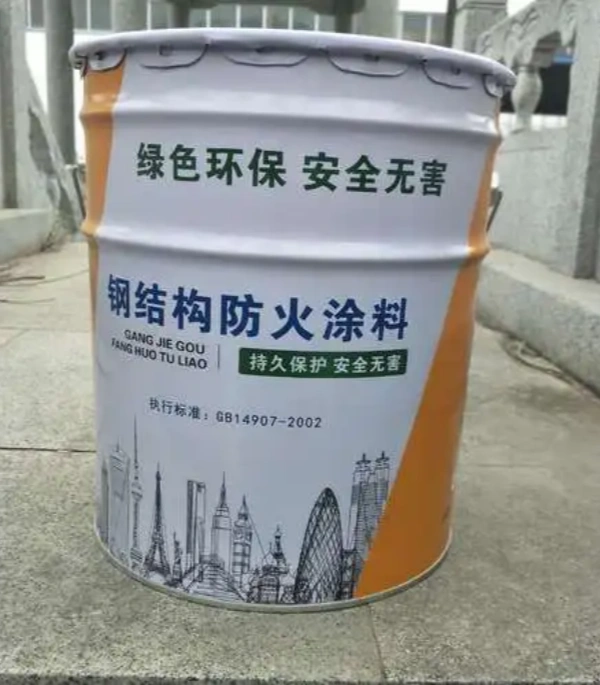 绿色环保 安全无害
钢结构防火涂料
GANG JIE GOU
FANG HUO TU LIAO
持久保护 安全无害
执行标准：GB14907-2002